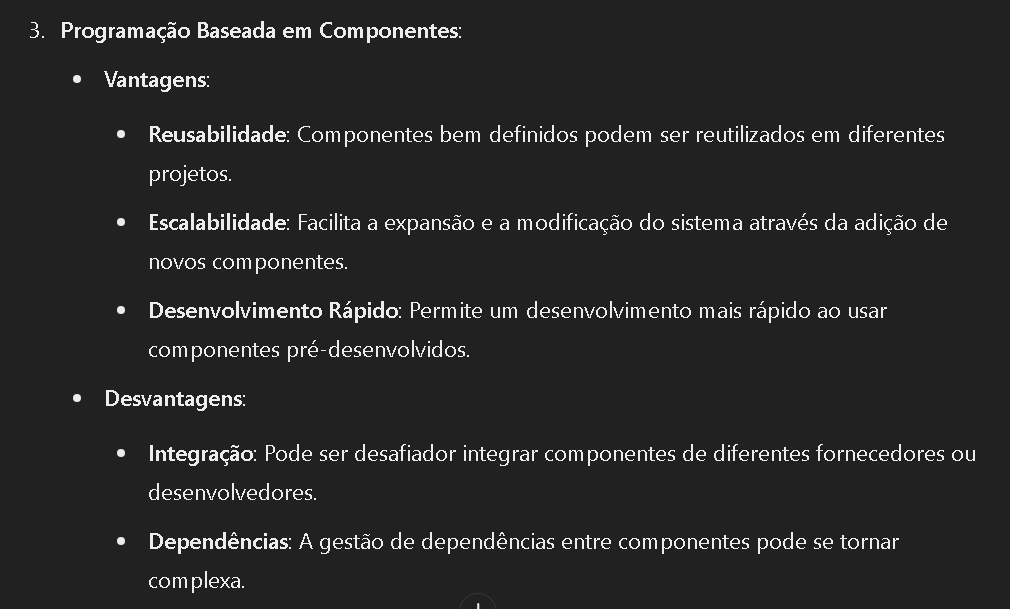 3. Programação Baseada em Componentes:
• Vantagens:
• Reusabilidade: Componentes bem definidos podem ser reutilizados em diferentes
projetos.
• Escalabilidade: Facilita a expansão e a modificação do sistema através da adição de
novos componentes.
• Desenvolvimento Rápido: Permite um desenvolvimento mais rápido ao usar
componentes pré-desenvolvidos.
• Desvantagens:
• Integração: Pode ser desafiador integrar componentes de diferentes fornecedores ou
desenvolvedores.
• Dependências: A gestão de dependências entre componentes pode se tornar
complexa.